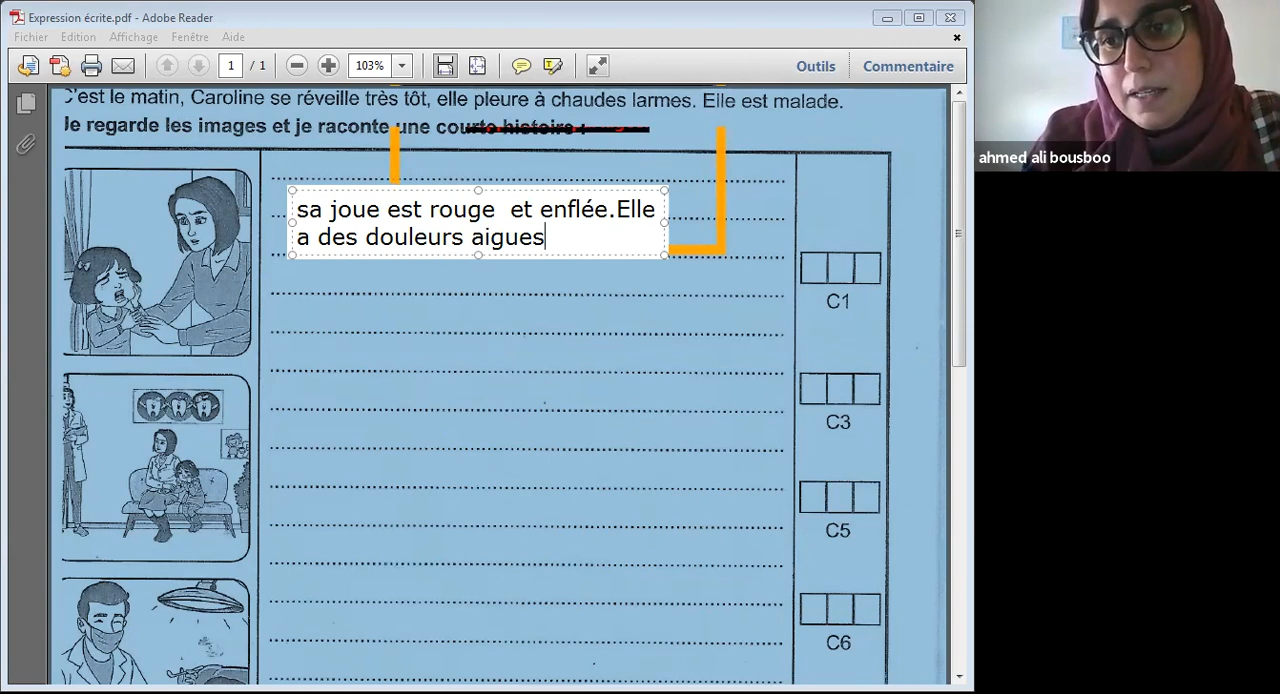 Expression écrite.pdf - Adobe Reader
Fichier Edition Affichage Fenêtre Aide
1 / 1 103% Outils Commentaire
C'est le matin, Caroline se réveille très tôt, elle pleure à chaudes larmes. Elle est malade.
Je regarde les images et je raconte une courte histoire :
sa joue est rouge et enflée.Elle
a des douleurs aigues
C1
C3
C5
C6
ahmed ali bousboo